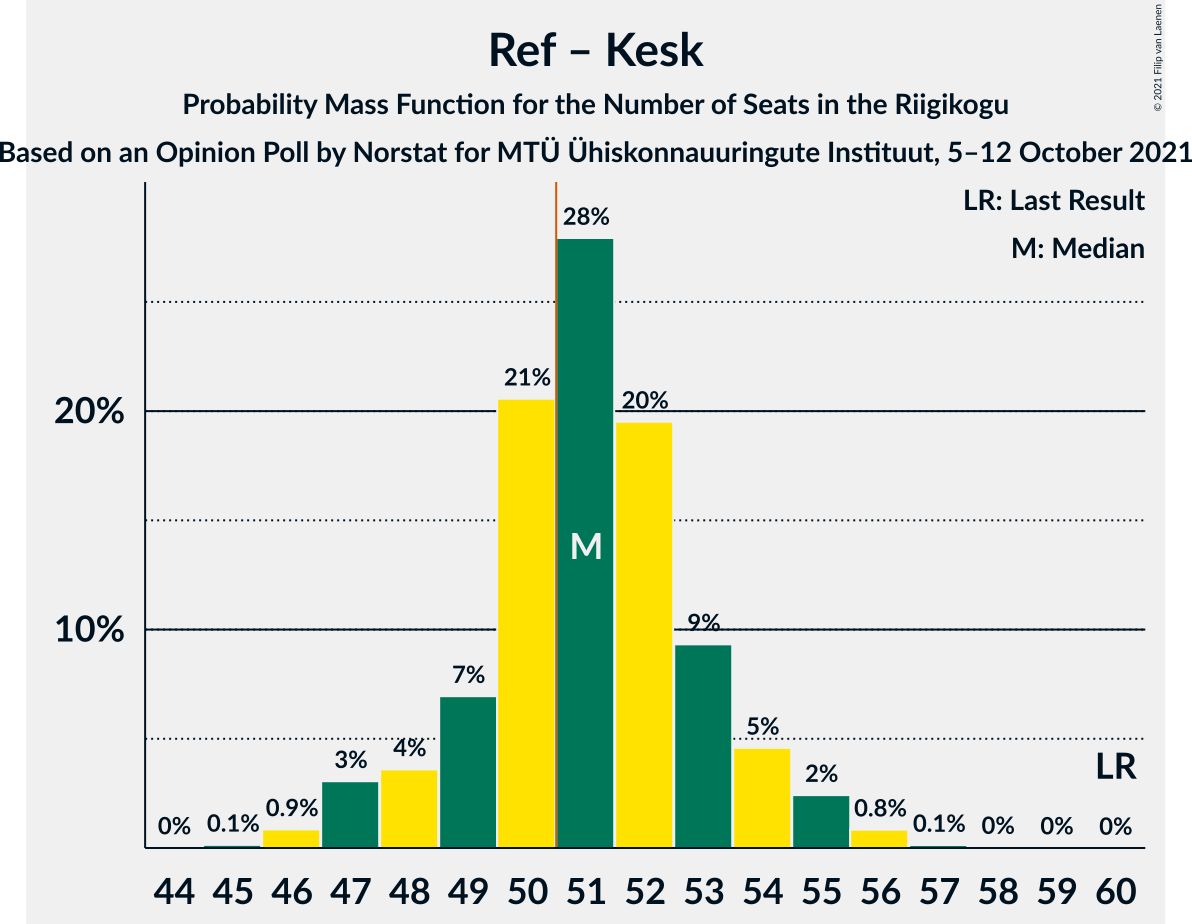 Ref – Kesk
Probability Mass Function for the Number of Seats in the Riigikogu
Based on an Opinion Poll by Norstat for MTÜ Ühiskonnauuringute Instituut, 5–12 October 2021
© 2021 Filip van Laenen
LR: Last Result
M: Median
28%
21%
20%
20%
M
10%
9%
7%
5%
4%
3%
2%
LR
0.9%
0.8%
0% 0.1% 0.1% 0% 0% 0%
44 45 46 47 48 49 50 51 52 53 54 55 56 57 58 59 60